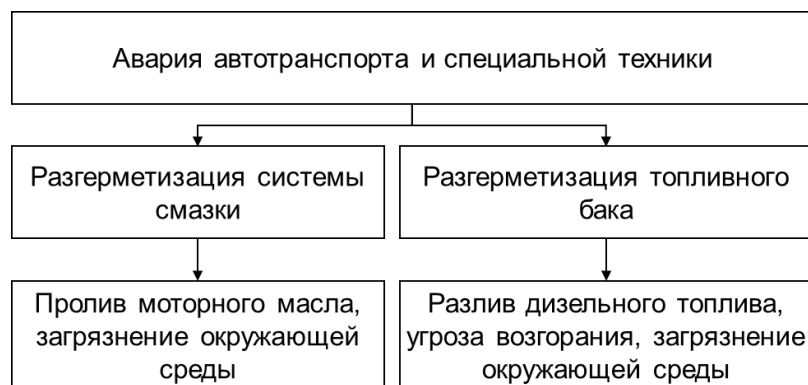 Авария автотранспорта и специальной техники
Разгерметизация системы
смазки
Разгерметизация топливного
бака
Пролив моторного масла,
загрязнение окружающей
среды
Разлив дизельного топлива,
угроза возгорания, загрязнение
окружающей среды